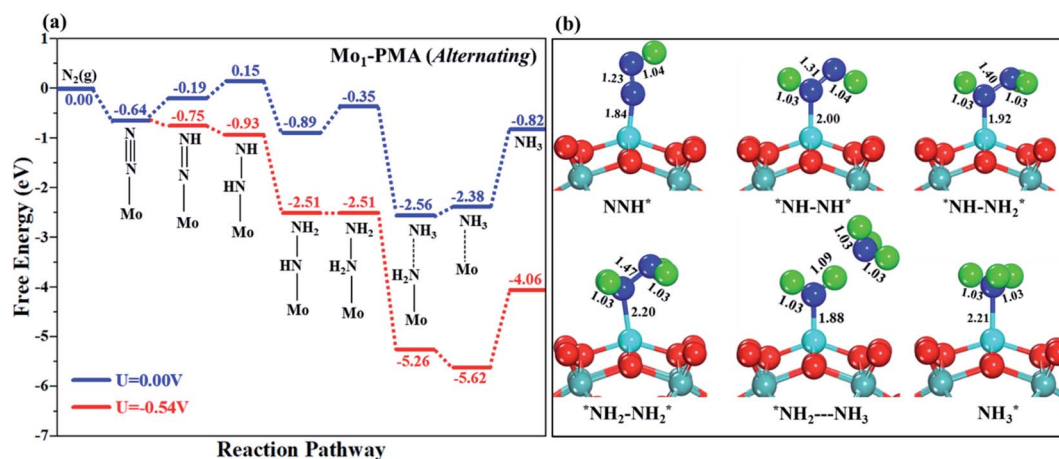 (a)
Mo1-PMA (Alternating)
Free Energy (eV)
1
0
-1
-2
-3
-4
-5
-6
-7
N2(g)
0.00
-0.64
-0.19
0.15
-0.89
-0.35
-2.56
-2.38
-0.82
-0.75
-0.93
-2.51
-2.51
-5.26
-5.62
-4.06
N
N
Mo
NH
N
Mo
NH
HN
Mo
NH2
HN
Mo
NH2
H2N
Mo
NH3
H2N
Mo
NH3
Mo
NH3
U=0.00V
U=-0.54V
Reaction Pathway
(b)
1.23
1.04
1.84
NNH*
1.31
1.03
1.04
2.00
*NH-NH*
1.40
1.03
1.03
1.92
*NH-NH2*
1.47
1.03
1.03
2.20
*NH2-NH2*
1.03
1.03
1.09
1.03
1.88
*NH2---NH3
1.03
1.03
2.21
NH3*